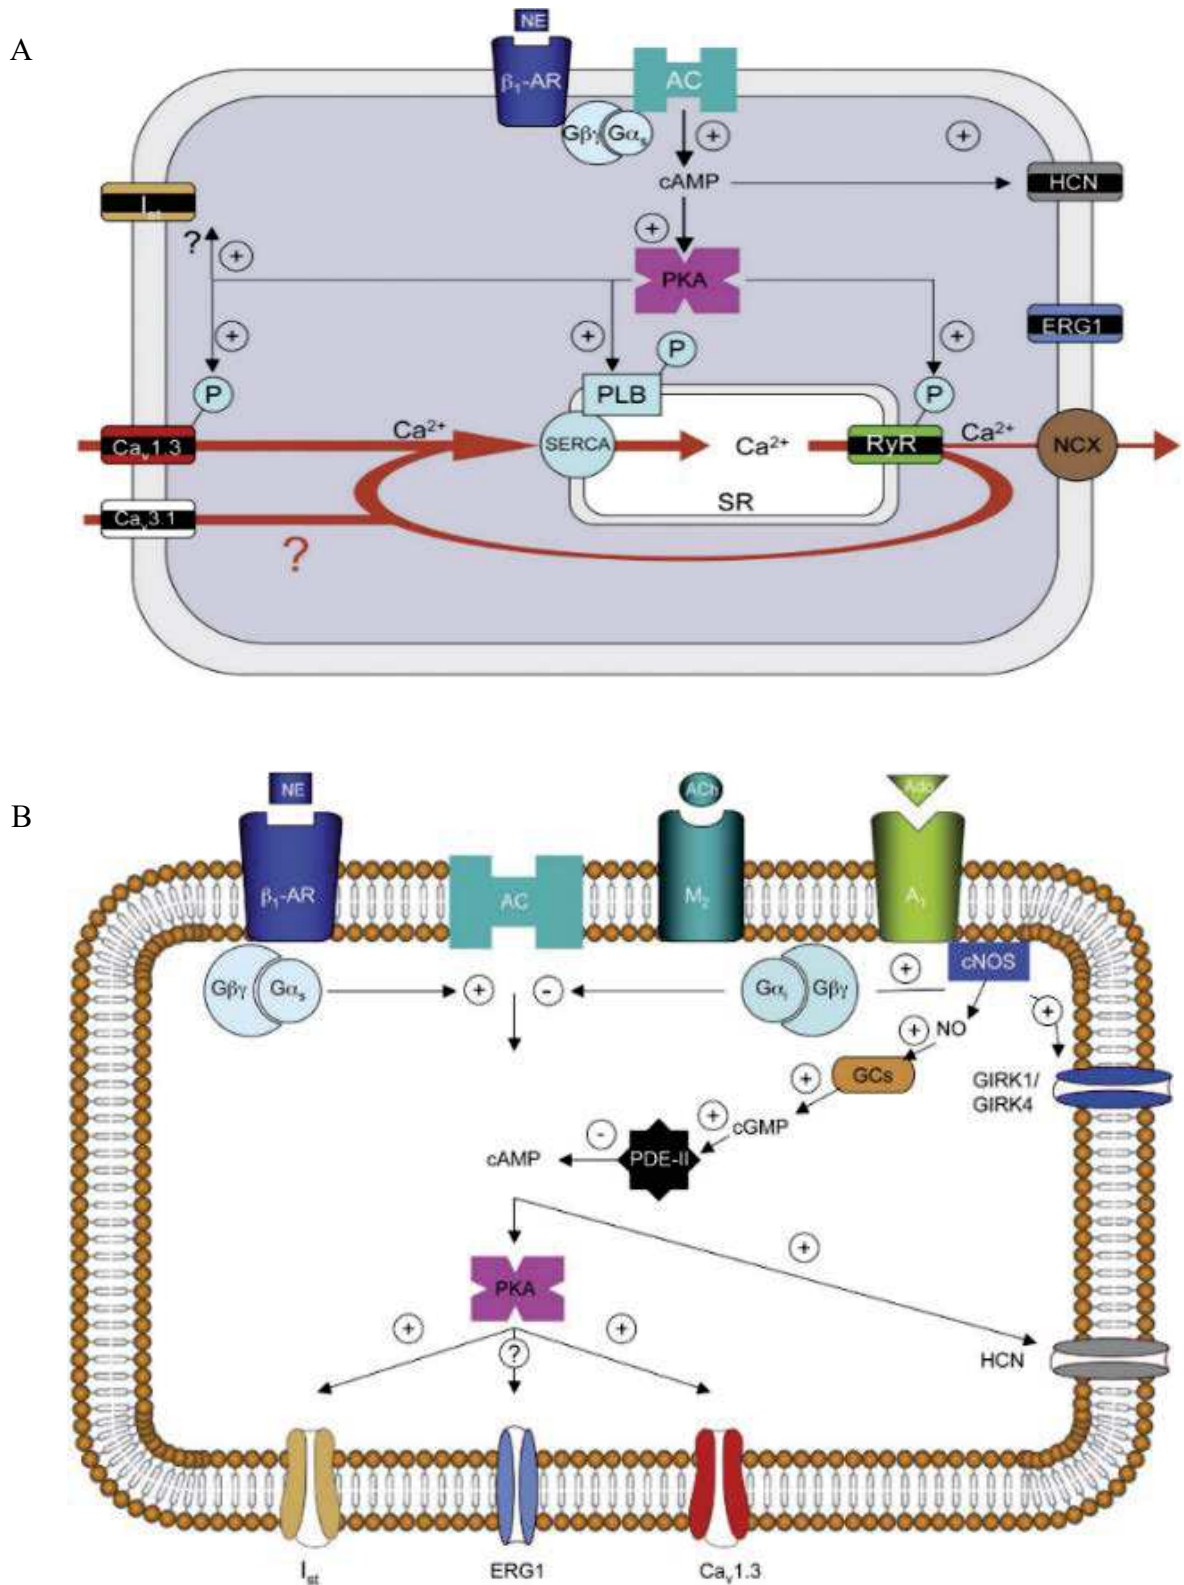 A
NE
β₁-AR
AC
Gβγ
Gαₛ
+
+
cAMP
HCN
Iₛₜ
?
+
+
PKA
ERG1
+
+
+
P
P
P
PLB
Ca²⁺
Caᵥ1.3
SERCA
Ca²⁺
RyR
Ca²⁺
NCX
SR
Caᵥ3.1
?
B
NE
ACh
Ado
β₁-AR
AC
M₂
A₁
cNOS
Gβγ
Gαₛ
+
-
Gαᵢ
Gβγ
+
+
NO
+
GCs
+
GIRK1/
GIRK4
cGMP
+
-
PDE-II
cAMP
+
PKA
+
?
+
HCN
Iₛₜ
ERG1
Caᵥ1.3